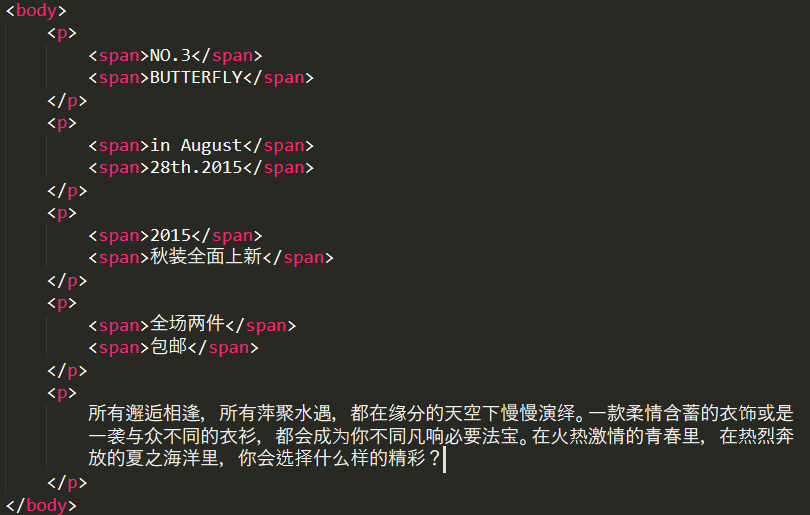 <body>
<p>
<span>NO.3</span>
<span>BUTTERFLY</span>
</p>
<p>
<span>in August</span>
<span>28th.2015</span>
</p>
<p>
<span>2015</span>
<span>秋装全面上新</span>
</p>
<p>
<span>全场两件</span>
<span>包邮</span>
</p>
<p>
所有邂逅相逢，所有萍聚水遇，都在缘分的天空下慢慢演绎。一款柔情含蓄的衣饰或是
一袭与众不同的衣衫，都会成为你不同凡响必要法宝。在火热激情的青春里，在热烈奔
放的夏之海洋里，你会选择什么样的精彩？
</p>
</body>